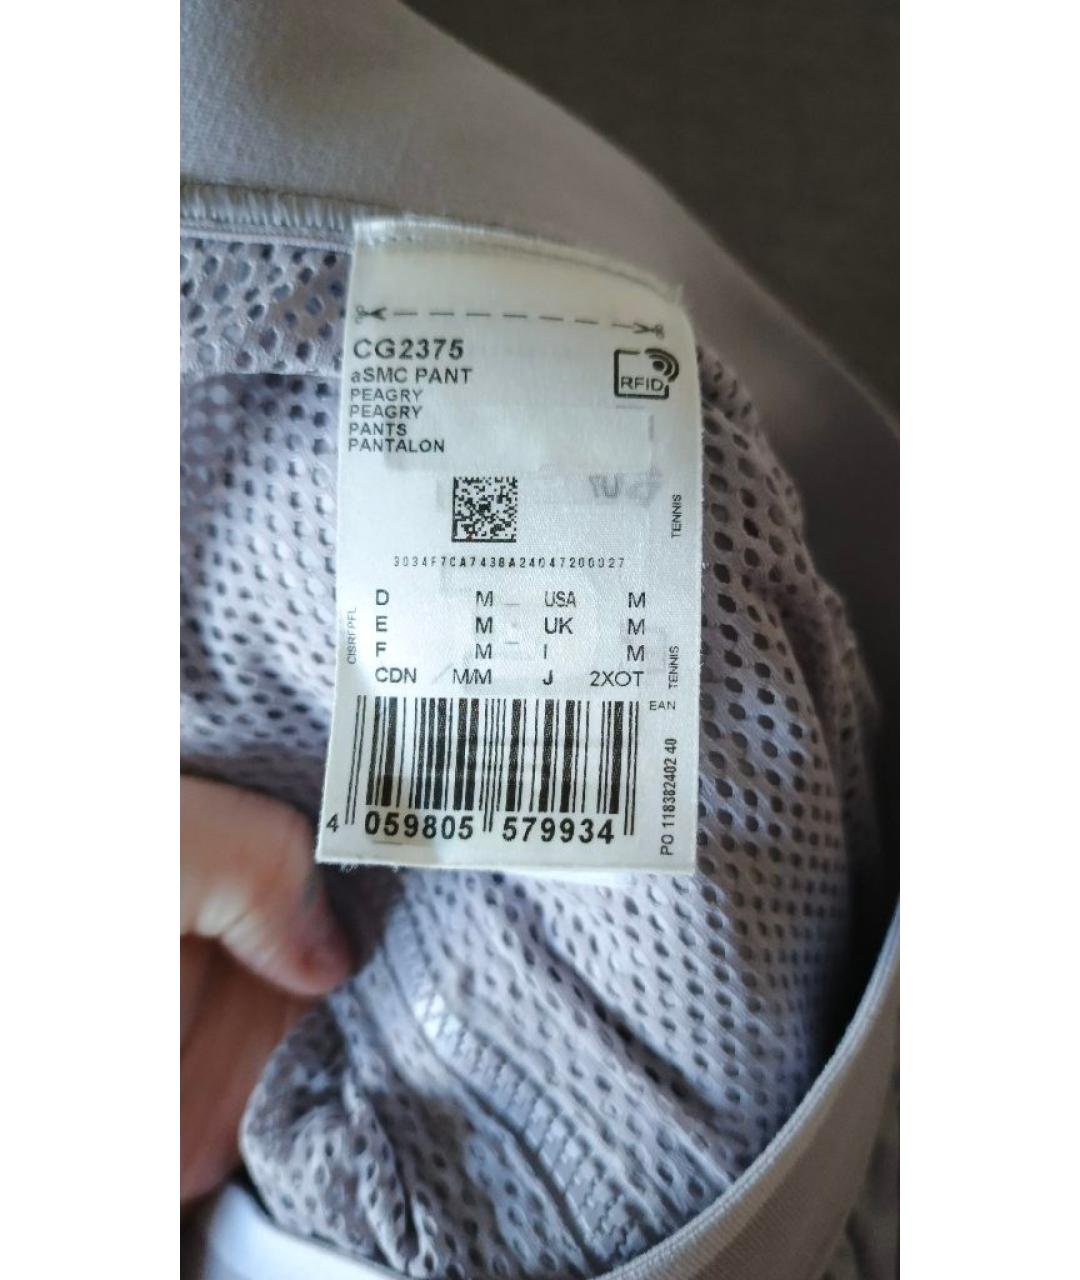 CG2375
aSMC PANT
PEAGRY
PEAGRY
PANTS
PANTALON
RFID
TENNIS
3034F7CA7438A24047200027
D M USA M
E M UK M
F M I M
CDN M/M J 2XOT
TENNIS
EAN
4 059805 579934
PO 118382402 40